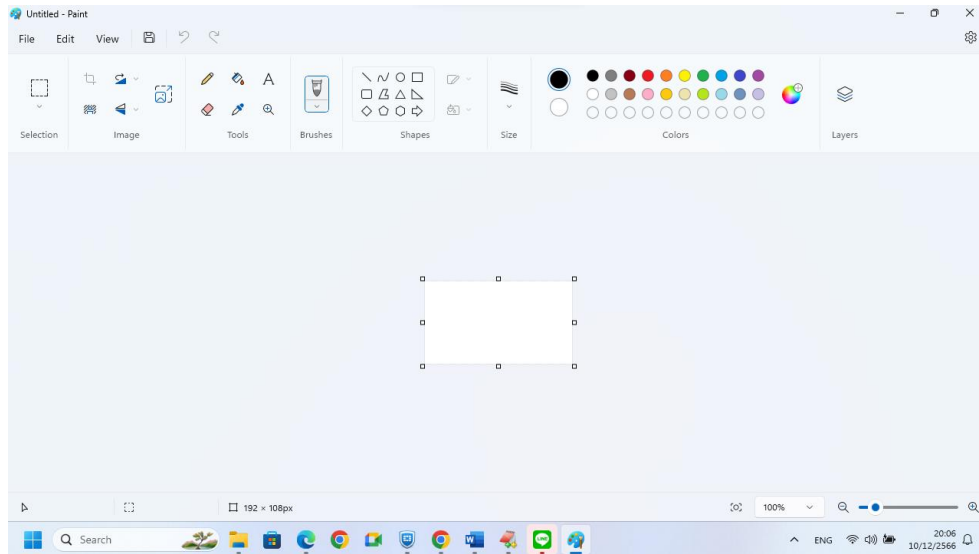 Untitled - Paint
File Edit View
Selection Image Tools Brushes Shapes Size Colors Layers
192 × 108px 100%
Search ENG 20:06
10/12/2566